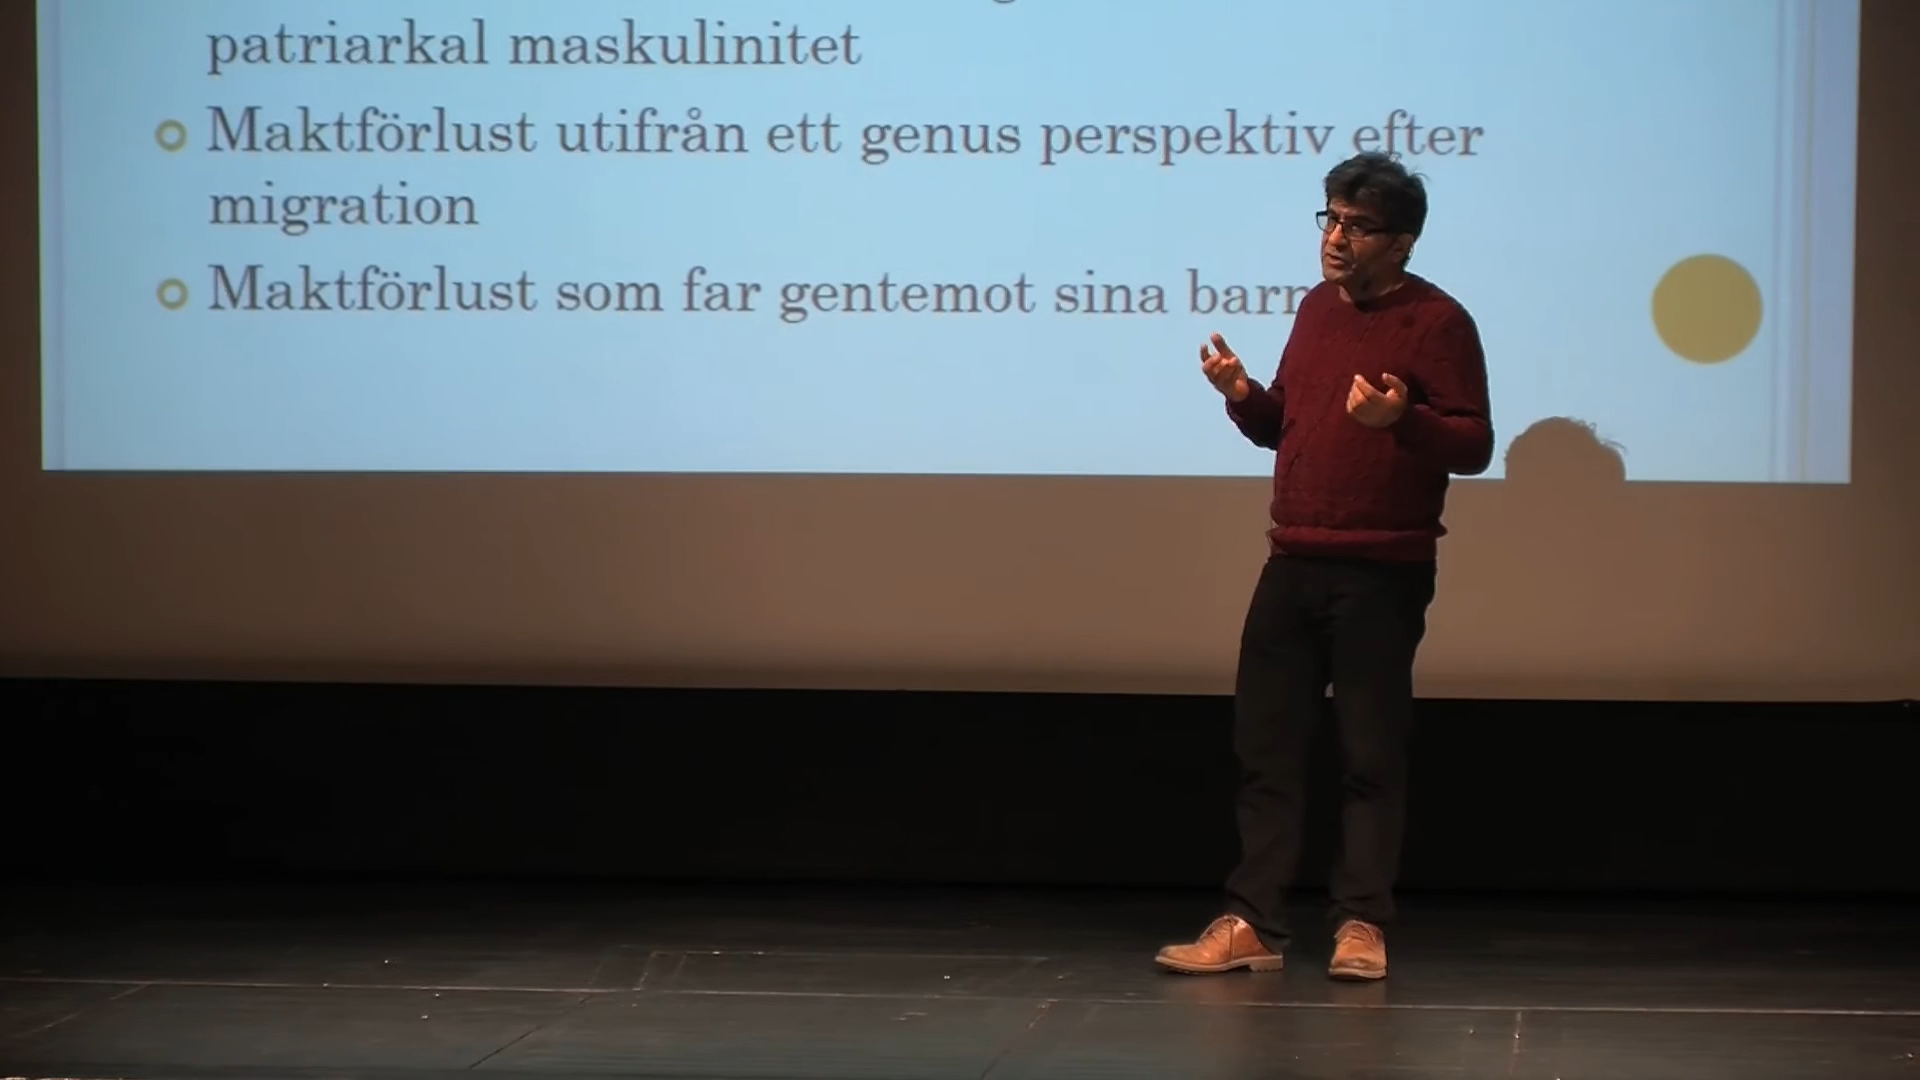 patriarkal maskulinitet
Maktförlust utifrån ett genus perspektiv efter
migration
Maktförlust som far gentemot sina barn